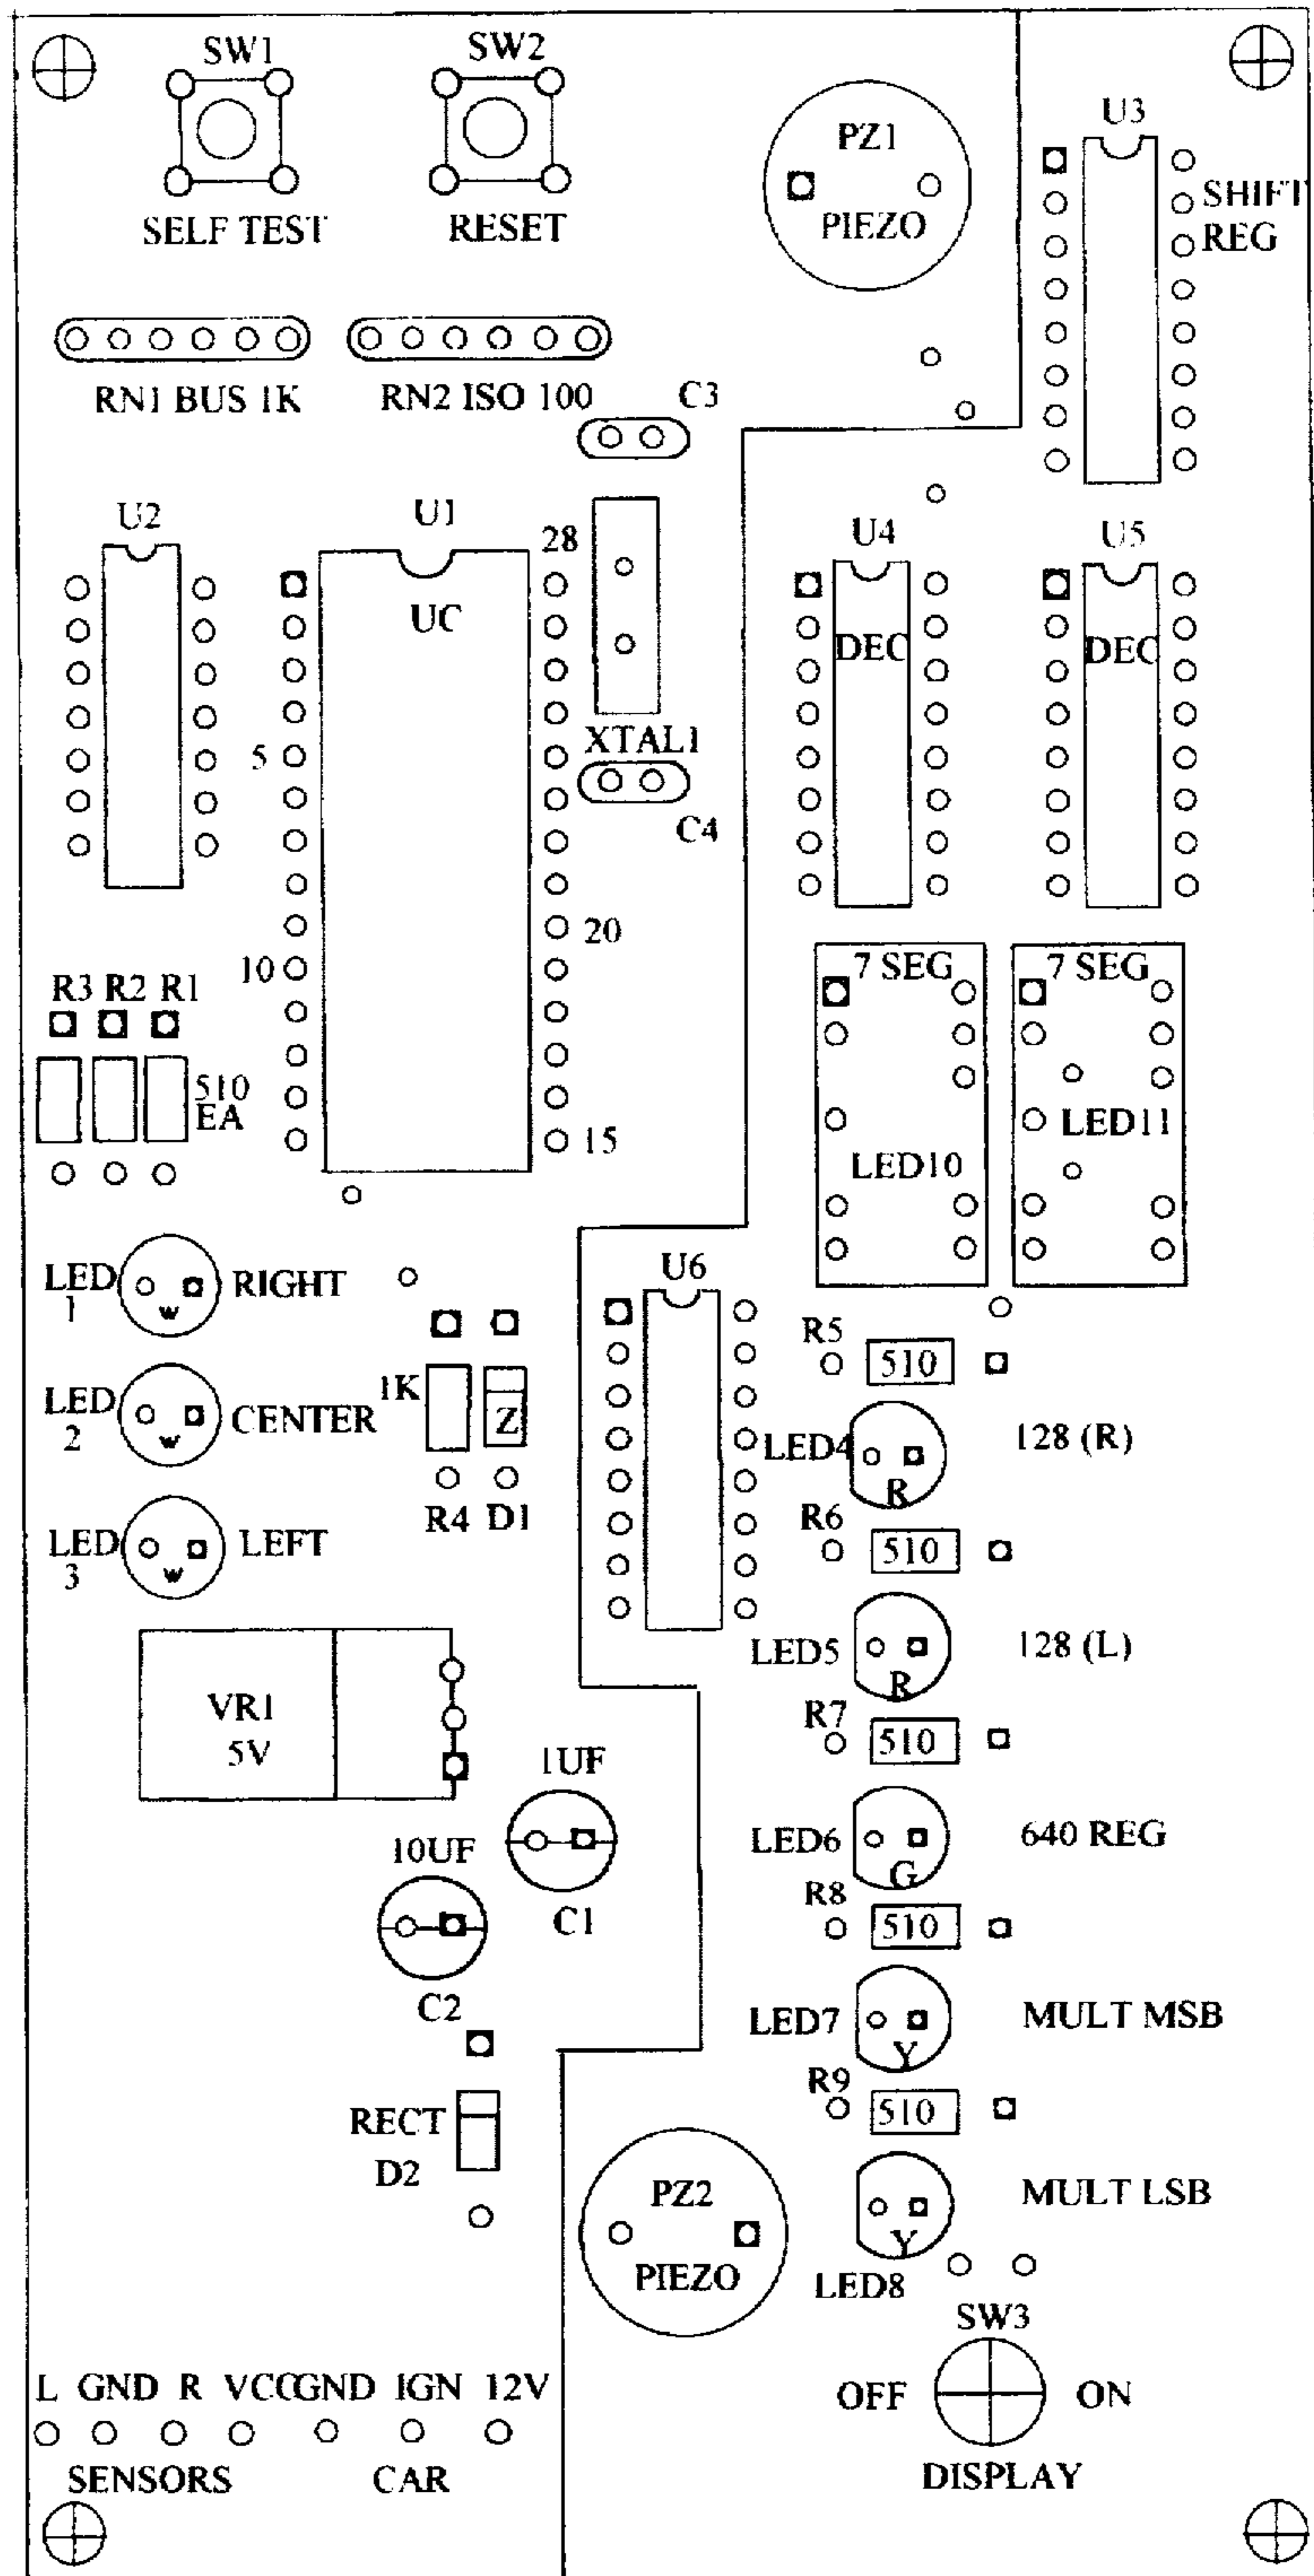 SW1
SW2
SELF TEST
RESET
PZ1
PIEZO
U3
SHIFT
REG
RN1 BUS 1K
RN2 ISO 100
C3
U2
U1
28
UC
XTAL1
C4
U4
DEC
U5
DEC
5
20
10
15
R3 R2 R1
510
EA
7 SEG
LED10
7 SEG
LED11
LED
1
W
RIGHT
LED
2
W
CENTER
LED
3
W
LEFT
1K
Z
R4 D1
U6
R5
510
LED4
R
128 (R)
R6
510
LED5
R
128 (L)
R7
510
LED6
G
640 REG
R8
510
LED7
Y
MULT MSB
R9
510
LED8
Y
MULT LSB
VR1
5V
1UF
C1
10UF
C2
RECT
D2
PZ2
PIEZO
SW3
OFF
ON
DISPLAY
L GND R VCC GND IGN 12V
SENSORS
CAR